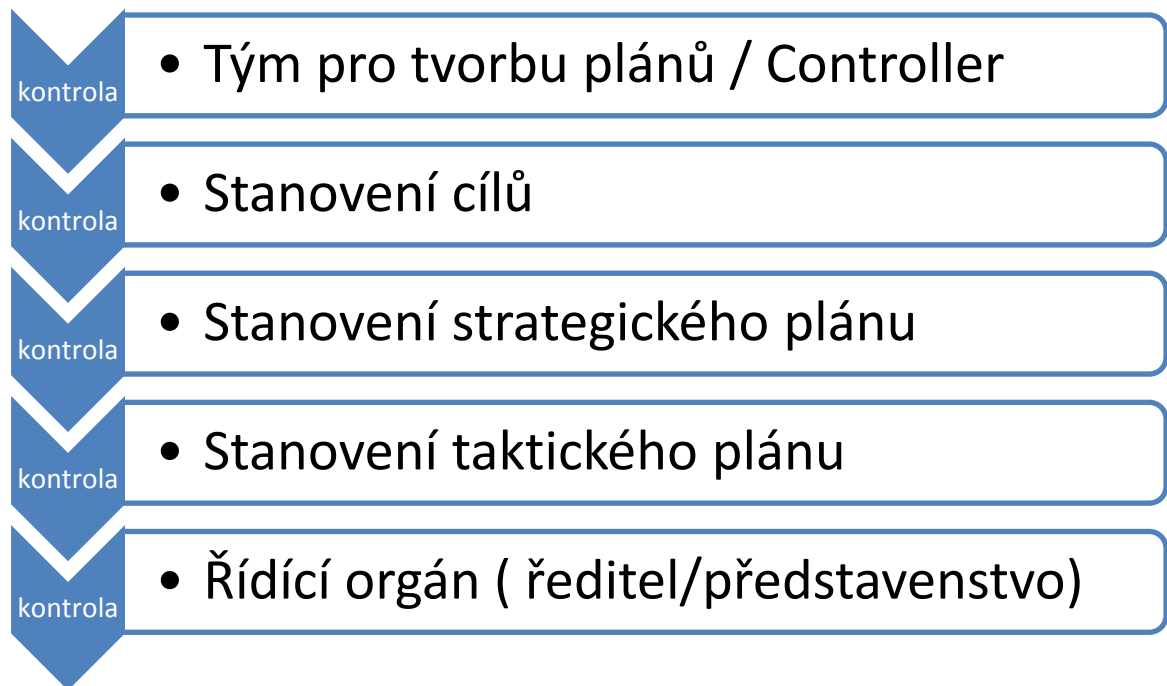 kontrola
• Tým pro tvorbu plánů / Controller
kontrola
• Stanovení cílů
kontrola
• Stanovení strategického plánu
kontrola
• Stanovení taktického plánu
kontrola
• Řídící orgán ( ředitel/představenstvo)